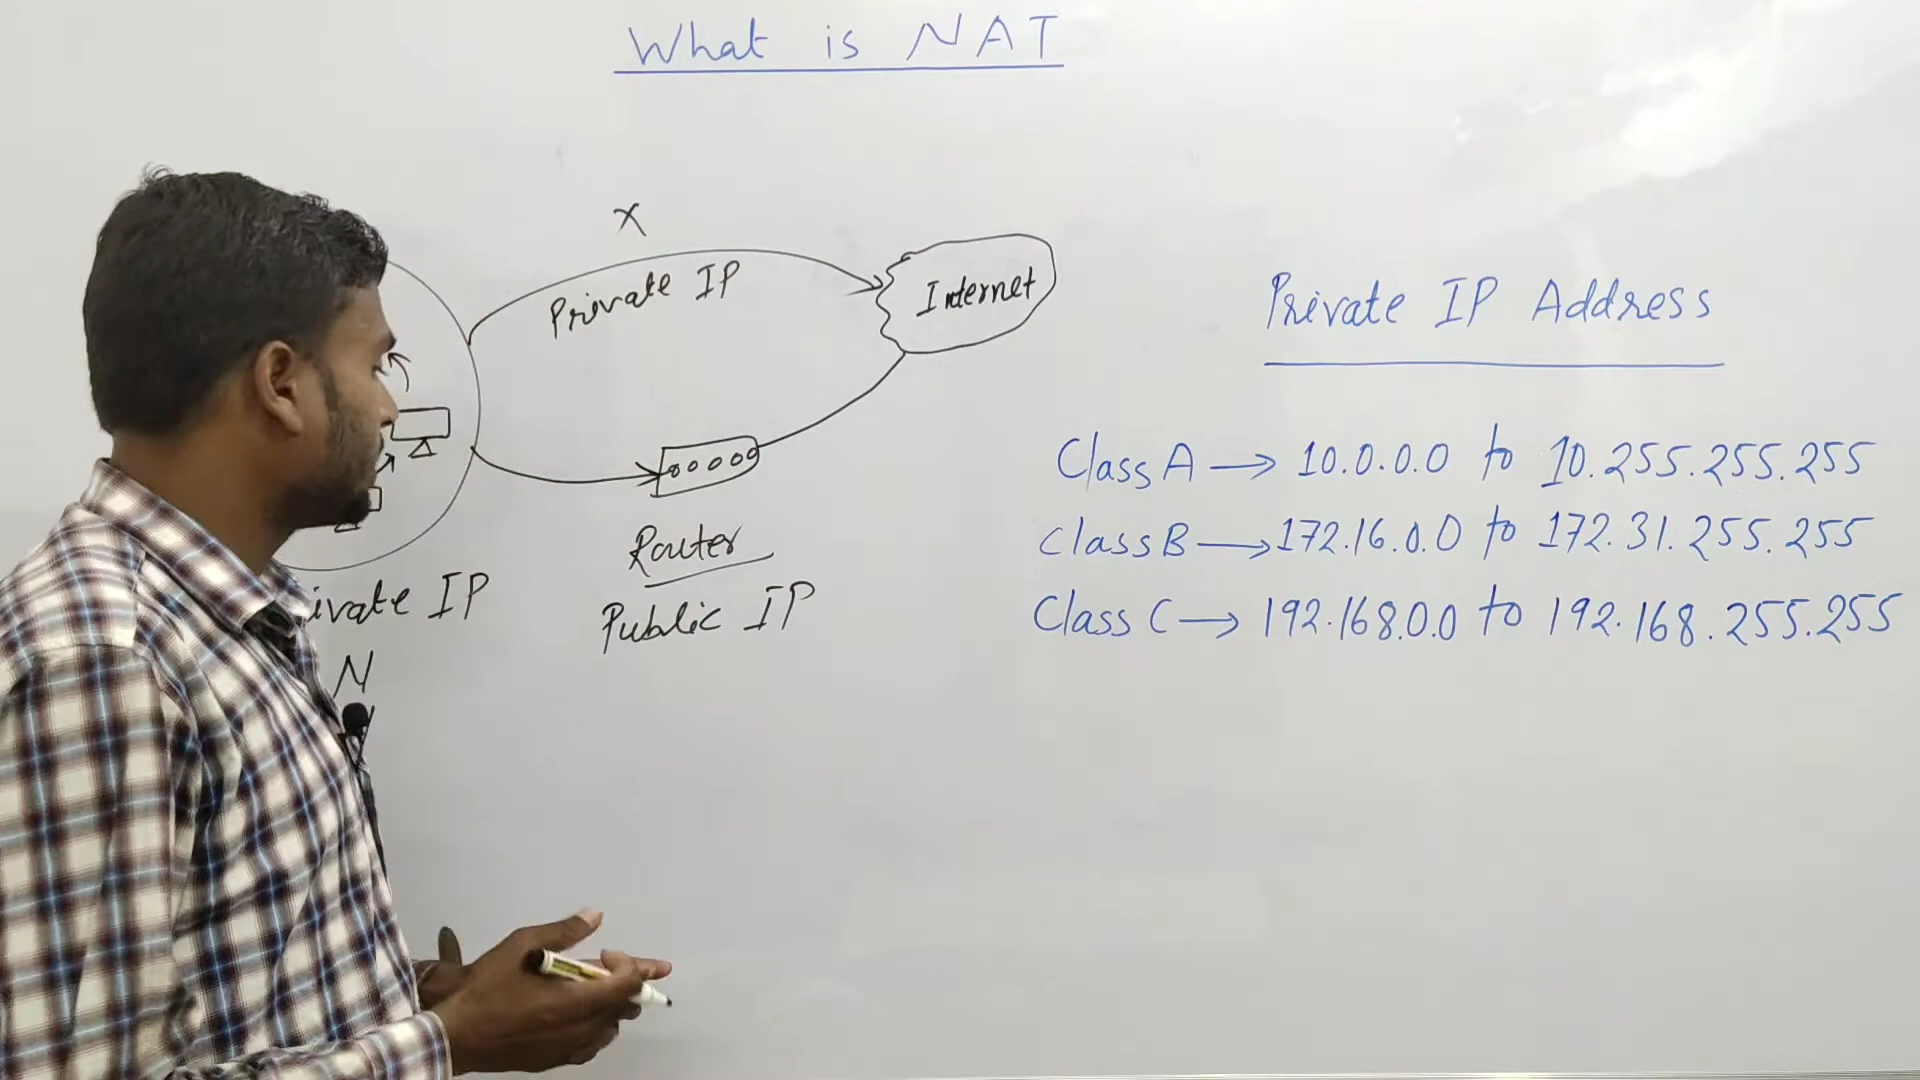 What is NAT
X
Private IP
Internet
Router
Public IP
ivate IP
N
Private IP Address
Class A → 10.0.0.0 to 10.255.255.255
Class B → 172.16.0.0 to 172.31.255.255
Class C → 192.168.0.0 to 192.168.255.255